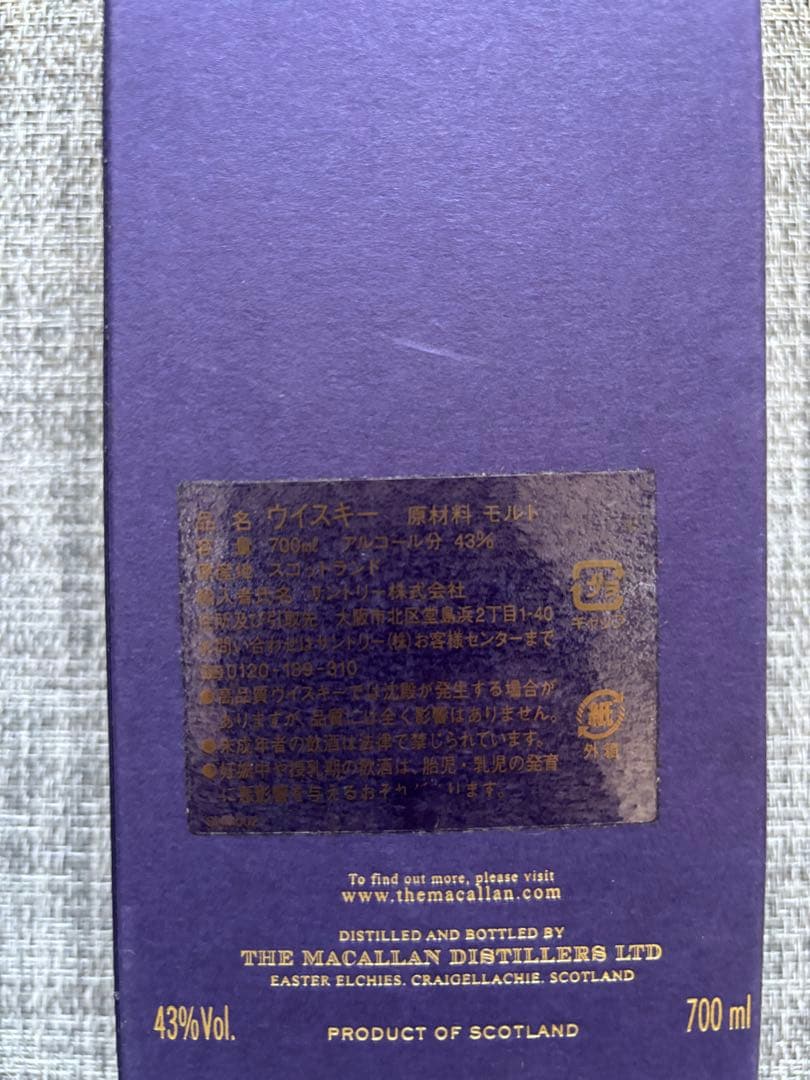 品 名 ウイスキー 原材料 モルト
容 量 700mℓ アルコール分 43%
原産地 スコットランド
輸入者氏名 サントリー株式会社
住所及び引取先 大阪市北区堂島浜2丁目1-40
お問い合わせはサントリー(株)お客様センターまで
☎0120-139-310
●高品質ウイスキーでは沈殿が発生する場合が
ありますが、品質には全く影響はありません。
●未成年者の飲酒は法律で禁じられています。
●妊娠中や授乳期の飲酒は、胎児・乳児の発育
に悪影響を与えるおそれがあります。
プラ
キャップ
紙
外箱
To find out more, please visit
www.themacallan.com
DISTILLED AND BOTTLED BY
THE MACALLAN DISTILLERS LTD
EASTER ELCHIES, CRAIGELLACHIE, SCOTLAND
43%Vol.
PRODUCT OF SCOTLAND
700 ml